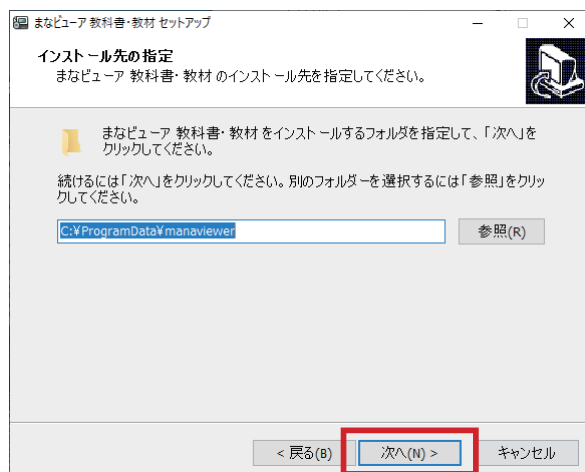 まなビューア 教科書・教材 セットアップ
インストール先の指定
まなビューア 教科書・教材 のインストール先を指定してください。
まなビューア 教科書・教材 をインストールするフォルダを指定して、「次へ」を
クリックしてください。
続けるには「次へ」をクリックしてください。別のフォルダーを選択するには「参照」をクリッ
クしてください。
C:¥ProgramData¥manaviewer
参照(R)
< 戻る(B)
次へ(N) >
キャンセル